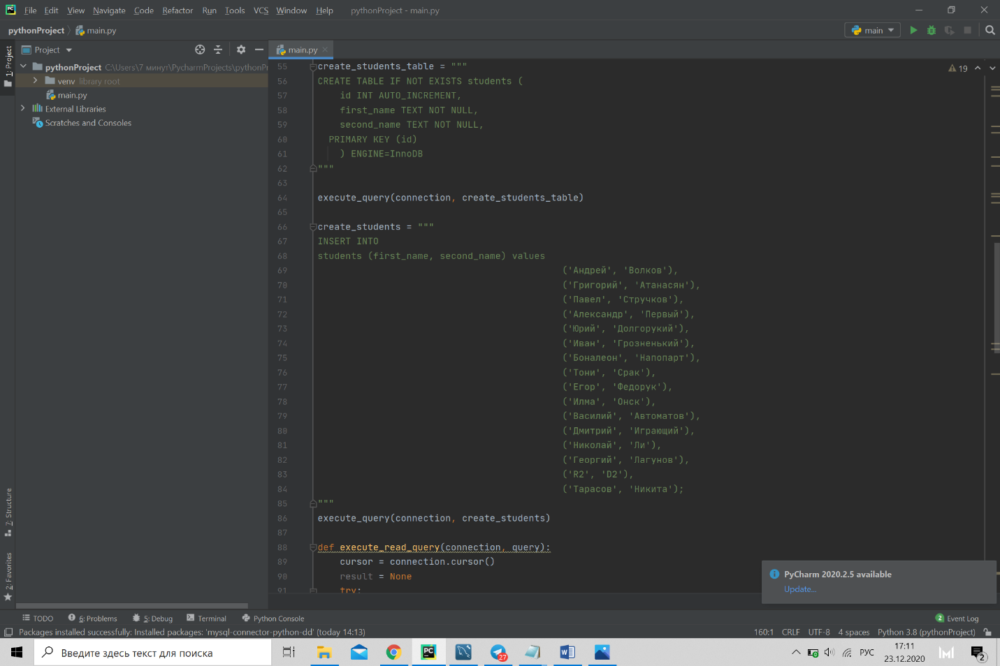 File Edit View Navigate Code Refactor Run Tools VCS Window Help pythonProject - main.py
pythonProject main.py
main
Project
main.py
1: Project
pythonProject C:\Users\7 минут\PycharmProjects\pythonPr
venv library root
main.py
External Libraries
Scratches and Consoles
7: Structure
2: Favorites
19
55 create_students_table = """
56 CREATE TABLE IF NOT EXISTS students (
57 id INT AUTO_INCREMENT,
58 first_name TEXT NOT NULL,
59 second_name TEXT NOT NULL,
60 PRIMARY KEY (id)
61 ) ENGINE=InnoDB
62 """
63
64 execute_query(connection, create_students_table)
65
66 create_students = """
67 INSERT INTO
68 students (first_name, second_name) values
69 ('Андрей', 'Волков'),
70 ('Григорий', 'Атанасян'),
71 ('Павел', 'Стручков'),
72 ('Александр', 'Первый'),
73 ('Юрий', 'Долгорукий'),
74 ('Иван', 'Грозненький'),
75 ('Боналеон', 'Напопарт'),
76 ('Тони', 'Срак'),
77 ('Егор', 'Федорук'),
78 ('Илма', 'Онск'),
79 ('Василий', 'Автоматов'),
80 ('Дмитрий', 'Играющий'),
81 ('Николай', 'Ли'),
82 ('Георгий', 'Лагунов'),
83 ('R2', 'D2'),
84 ('Тарасов', 'Никита');
85 """
86 execute_query(connection, create_students)
87
88 def execute_read_query(connection, query):
89 cursor = connection.cursor()
90 result = None
91 try:
PyCharm 2020.2.5 available
Update...
TODO 6: Problems 5: Debug Terminal Python Console 2 Event Log
Packages installed successfully: Installed packages: 'mysql-connector-python-dd' (today 14:13) 160:1 CRLF UTF-8 4 spaces Python 3.8 (pythonProject)
Введите здесь текст для поиска
PC
27
РУС
17:11
23.12.2020
2